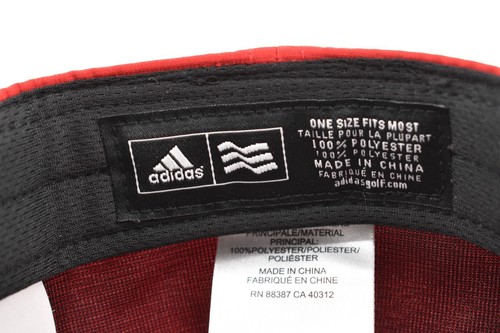 adidas
ONE SIZE FITS MOST
TAILLE POUR LA PLUPART
100% POLYESTER
100% POLYESTER
MADE IN CHINA
FABRIQUÉ EN CHINE
adidasgolf.com
PRINCIPALE/MATERIAL
PRINCIPAL:
100%POLYESTER/POLIESTER/
POLIÉSTER
MADE IN CHINA
FABRIQUÉ EN CHINE
RN 88387 CA 40312